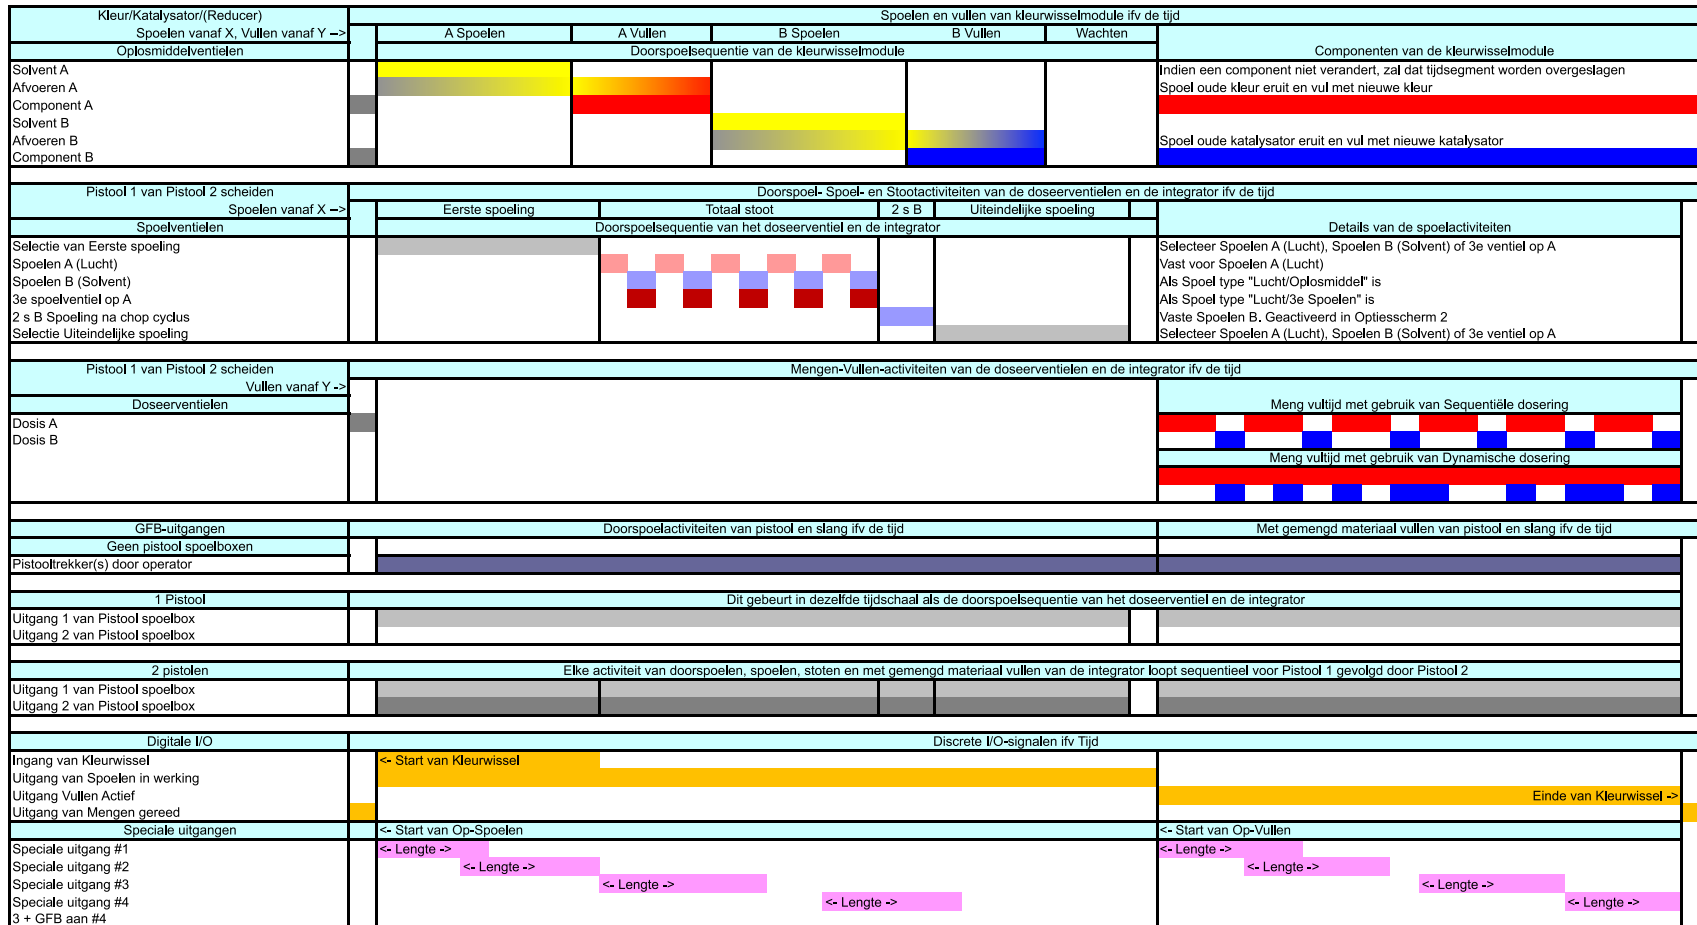 Kleur/Katalysator/(Reducer)
Spoelen en vullen van kleurwisselmodule ifv de tijd
Spoelen vanaf X, Vullen vanaf Y –>
A Spoelen
A Vullen
B Spoelen
B Vullen
Wachten
Oplosmiddelventielen
Doorspoelsequentie van de kleurwisselmodule
Componenten van de kleurwisselmodule
Solvent A
Indien een component niet verandert, zal dat tijdsegment worden overgeslagen
Afvoeren A
Spoel oude kleur eruit en vul met nieuwe kleur
Component A
Solvent B
Afvoeren B
Spoel oude katalysator eruit en vul met nieuwe katalysator
Component B
Pistool 1 van Pistool 2 scheiden
Doorspoel- Spoel- en Stootactiviteiten van de doseerventielen en de integrator ifv de tijd
Spoelen vanaf X –>
Eerste spoeling
Totaal stoot
2 s B
Uiteindelijke spoeling
Spoelventielen
Doorspoelsequentie van het doseerventiel en de integrator
Details van de spoelactiviteiten
Selectie van Eerste spoeling
Selecteer Spoelen A (Lucht), Spoelen B (Solvent) of 3e ventiel op A
Spoelen A (Lucht)
Vast voor Spoelen A (Lucht)
Spoelen B (Solvent)
Als Spoel type "Lucht/Oplosmiddel" is
3e spoelventiel op A
Als Spoel type "Lucht/3e Spoelen" is
2 s B Spoeling na chop cyclus
Vaste Spoelen B. Geactiveerd in Optiesscherm 2
Selectie Uiteindelijke spoeling
Selecteer Spoelen A (Lucht), Spoelen B (Solvent) of 3e ventiel op A
Pistool 1 van Pistool 2 scheiden
Mengen-Vullen-activiteiten van de doseerventielen en de integrator ifv de tijd
Vullen vanaf Y ->
Doseerventielen
Meng vultijd met gebruik van Sequentiële dosering
Dosis A
Dosis B
Meng vultijd met gebruik van Dynamische dosering
GFB-uitgangen
Doorspoelactiviteiten van pistool en slang ifv de tijd
Met gemengd materiaal vullen van pistool en slang ifv de tijd
Geen pistool spoelboxen
Pistooltrekker(s) door operator
1 Pistool
Dit gebeurt in dezelfde tijdschaal als de doorspoelsequentie van het doseerventiel en de integrator
Uitgang 1 van Pistool spoelbox
Uitgang 2 van Pistool spoelbox
2 pistolen
Elke activiteit van doorspoelen, spoelen, stoten en met gemengd materiaal vullen van de integrator loopt sequentieel voor Pistool 1 gevolgd door Pistool 2
Uitgang 1 van Pistool spoelbox
Uitgang 2 van Pistool spoelbox
Digitale I/O
Discrete I/O-signalen ifv Tijd
Ingang van Kleurwissel
<- Start van Kleurwissel
Uitgang van Spoelen in werking
Uitgang Vullen Actief
Einde van Kleurwissel ->
Uitgang van Mengen gereed
Speciale uitgangen
<- Start van Op-Spoelen
<- Start van Op-Vullen
Speciale uitgang #1
<- Lengte ->
<- Lengte ->
Speciale uitgang #2
<- Lengte ->
<- Lengte ->
Speciale uitgang #3
<- Lengte ->
<- Lengte ->
Speciale uitgang #4
<- Lengte ->
<- Lengte ->
3 + GFB aan #4